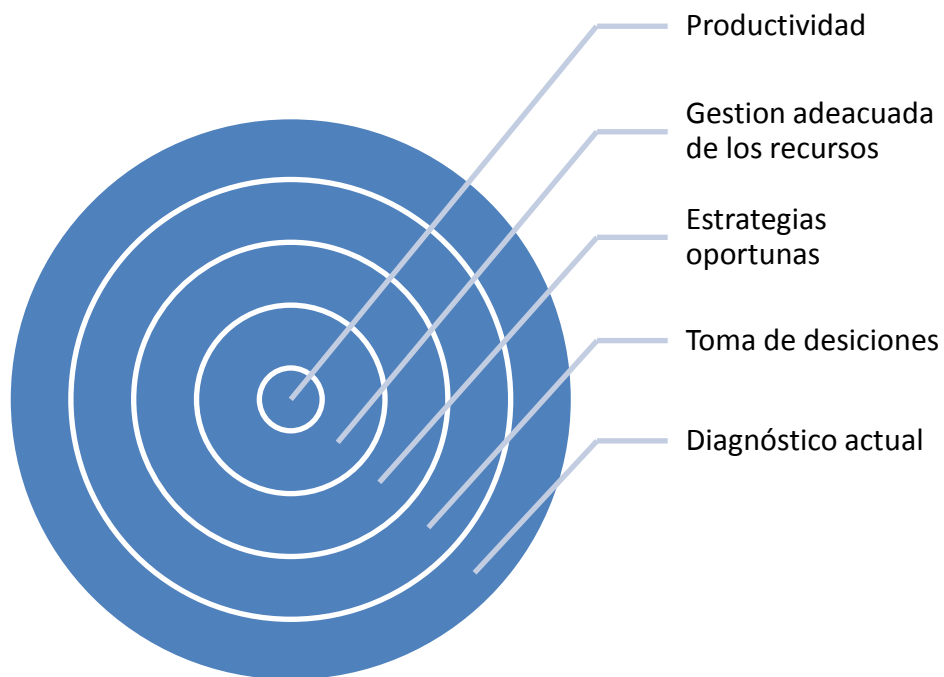 Productividad
Gestion adeacuada
de los recursos
Estrategias
oportunas
Toma de desiciones
Diagnóstico actual